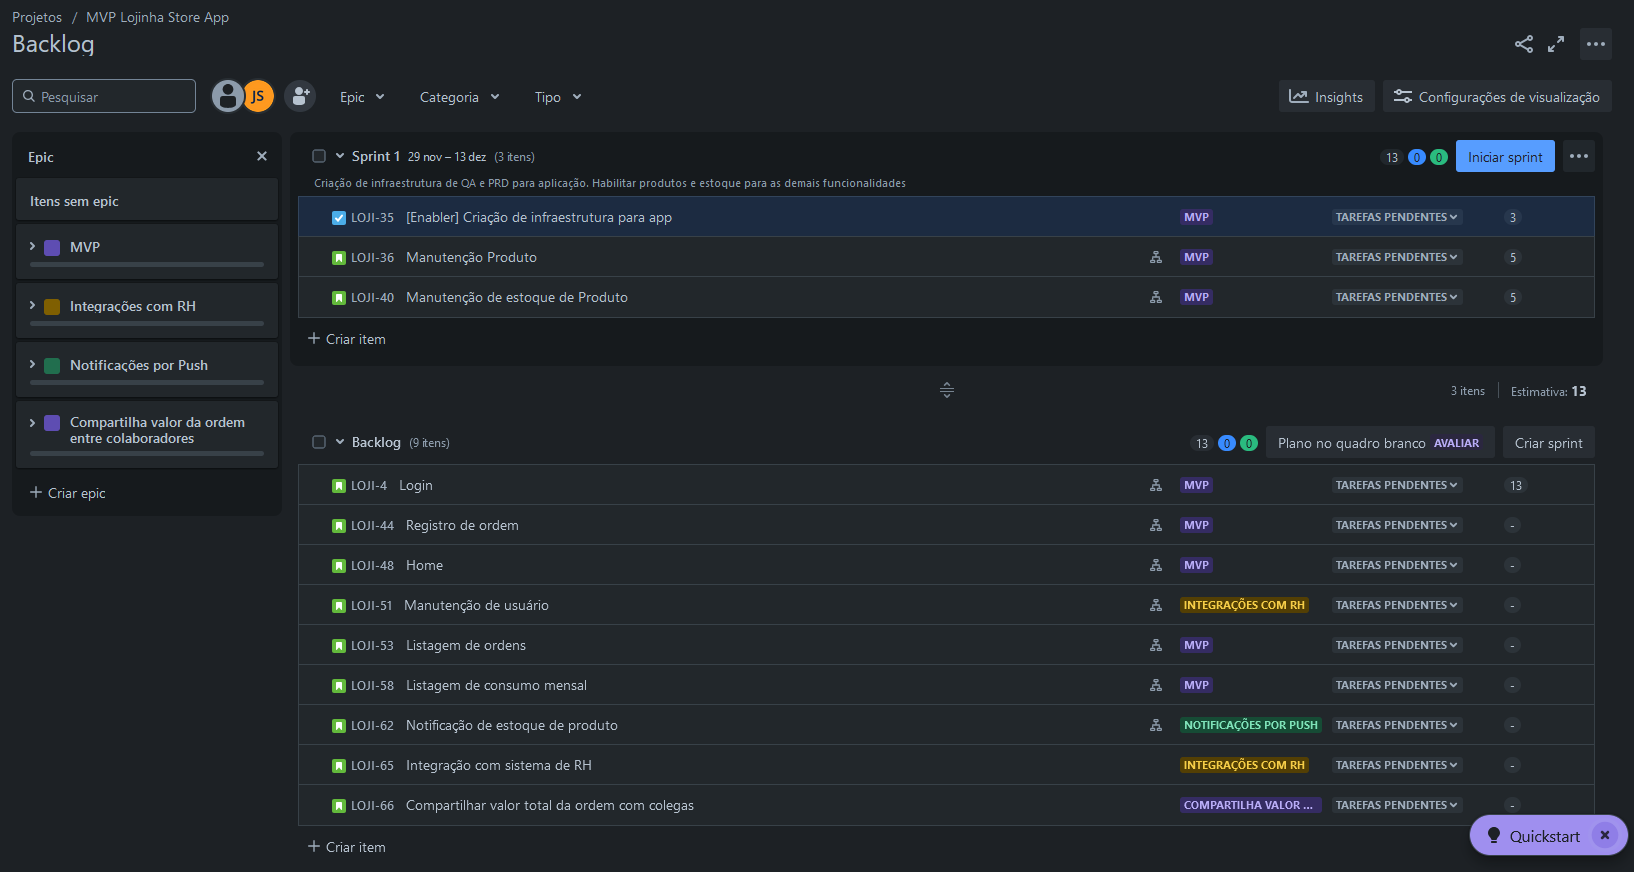 Projetos / MVP Lojinha Store App
Backlog
Pesquisar JS Epic Categoria Tipo Insights Configurações de visualização
Epic
Itens sem epic
MVP
Integrações com RH
Notificações por Push
Compartilha valor da ordem
entre colaboradores
+ Criar epic
Sprint 1 29 nov – 13 dez (3 itens) 13 0 0 Iniciar sprint
Criação de infraestrutura de QA e PRD para aplicação. Habilitar produtos e estoque para as demais funcionalidades
LOJI-35 [Enabler] Criação de infraestrutura para app MVP TAREFAS PENDENTES 3
LOJI-36 Manutenção Produto MVP TAREFAS PENDENTES 5
LOJI-40 Manutenção de estoque de Produto MVP TAREFAS PENDENTES 5
+ Criar item
3 itens Estimativa: 13
Backlog (9 itens) 13 0 0 Plano no quadro branco AVALIAR Criar sprint
LOJI-4 Login MVP TAREFAS PENDENTES 13
LOJI-44 Registro de ordem MVP TAREFAS PENDENTES -
LOJI-48 Home MVP TAREFAS PENDENTES -
LOJI-51 Manutenção de usuário INTEGRAÇÕES COM RH TAREFAS PENDENTES -
LOJI-53 Listagem de ordens MVP TAREFAS PENDENTES -
LOJI-58 Listagem de consumo mensal MVP TAREFAS PENDENTES -
LOJI-62 Notificação de estoque de produto NOTIFICAÇÕES POR PUSH TAREFAS PENDENTES -
LOJI-65 Integração com sistema de RH INTEGRAÇÕES COM RH TAREFAS PENDENTES -
LOJI-66 Compartilhar valor total da ordem com colegas COMPARTILHA VALOR ... TAREFAS PENDENTES -
+ Criar item
Quickstart